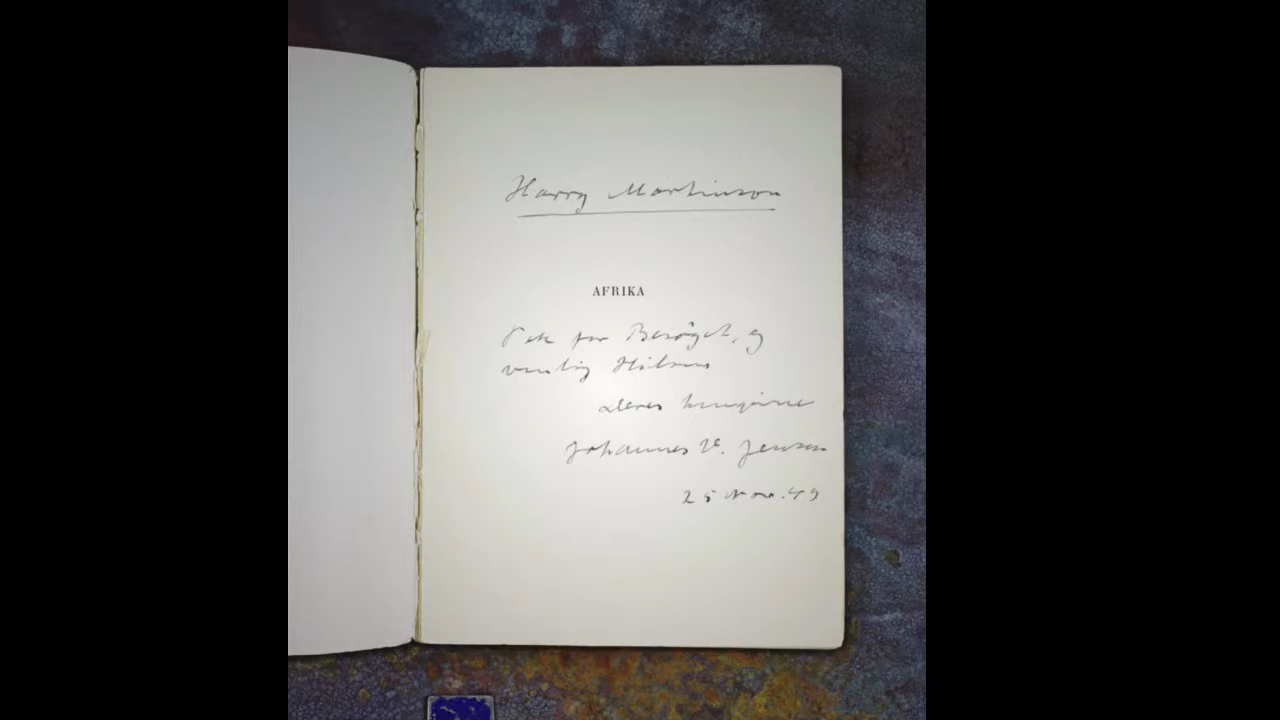 Harry Martinson
AFRIKA
Tak for Besøget, og
venlig Hilsen
Deres hengivne
Johannes V. Jensen
25 Nov. 49